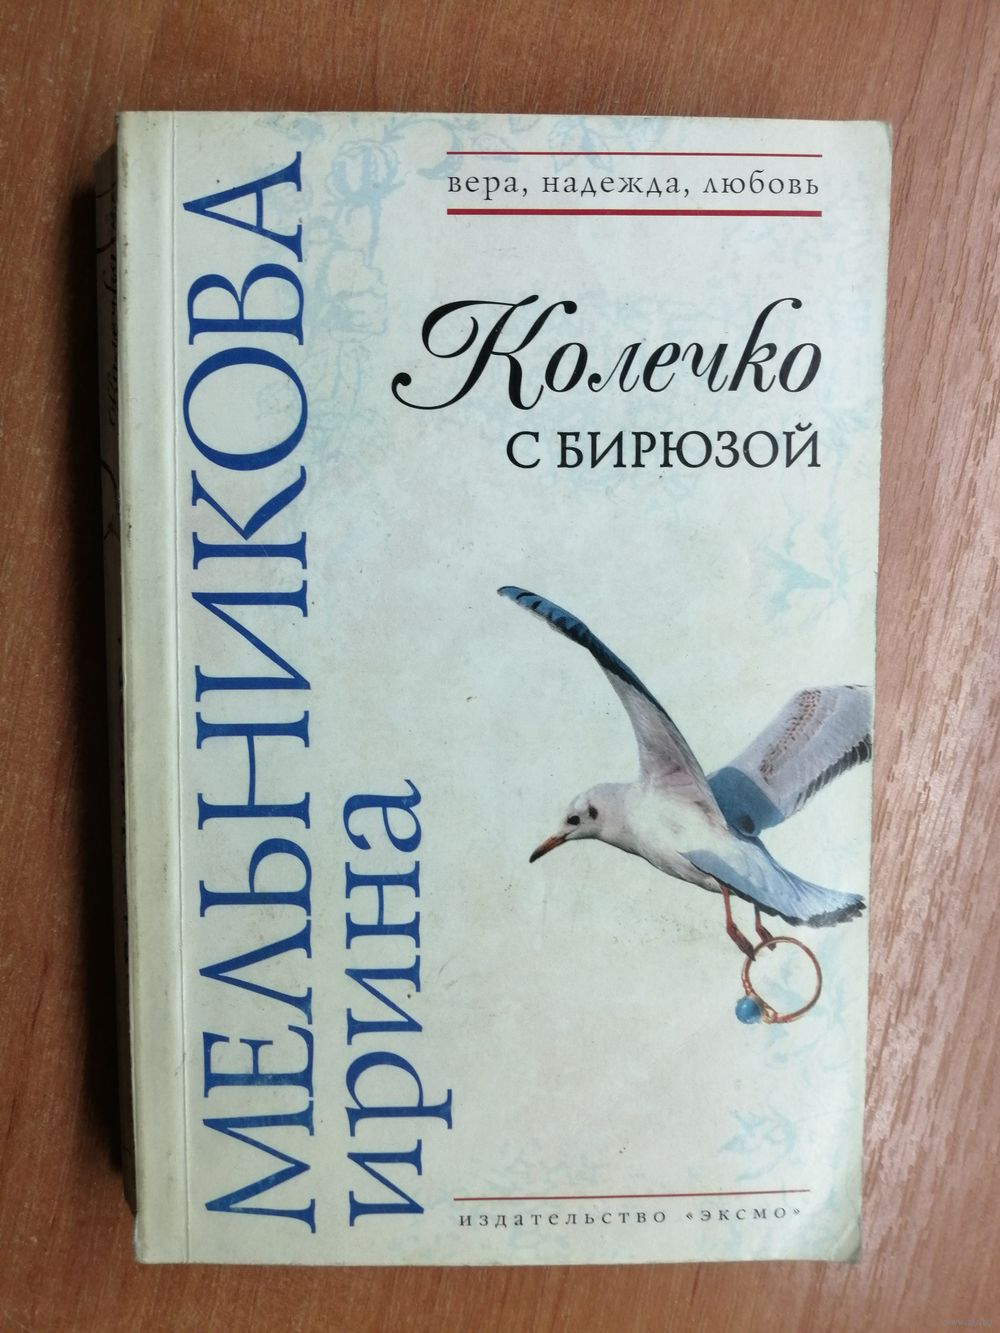 вера, надежда, любовь
Колечко
С БИРЮЗОЙ
МЕЛЬНИКОВА
ирина
издательство «эксмо»